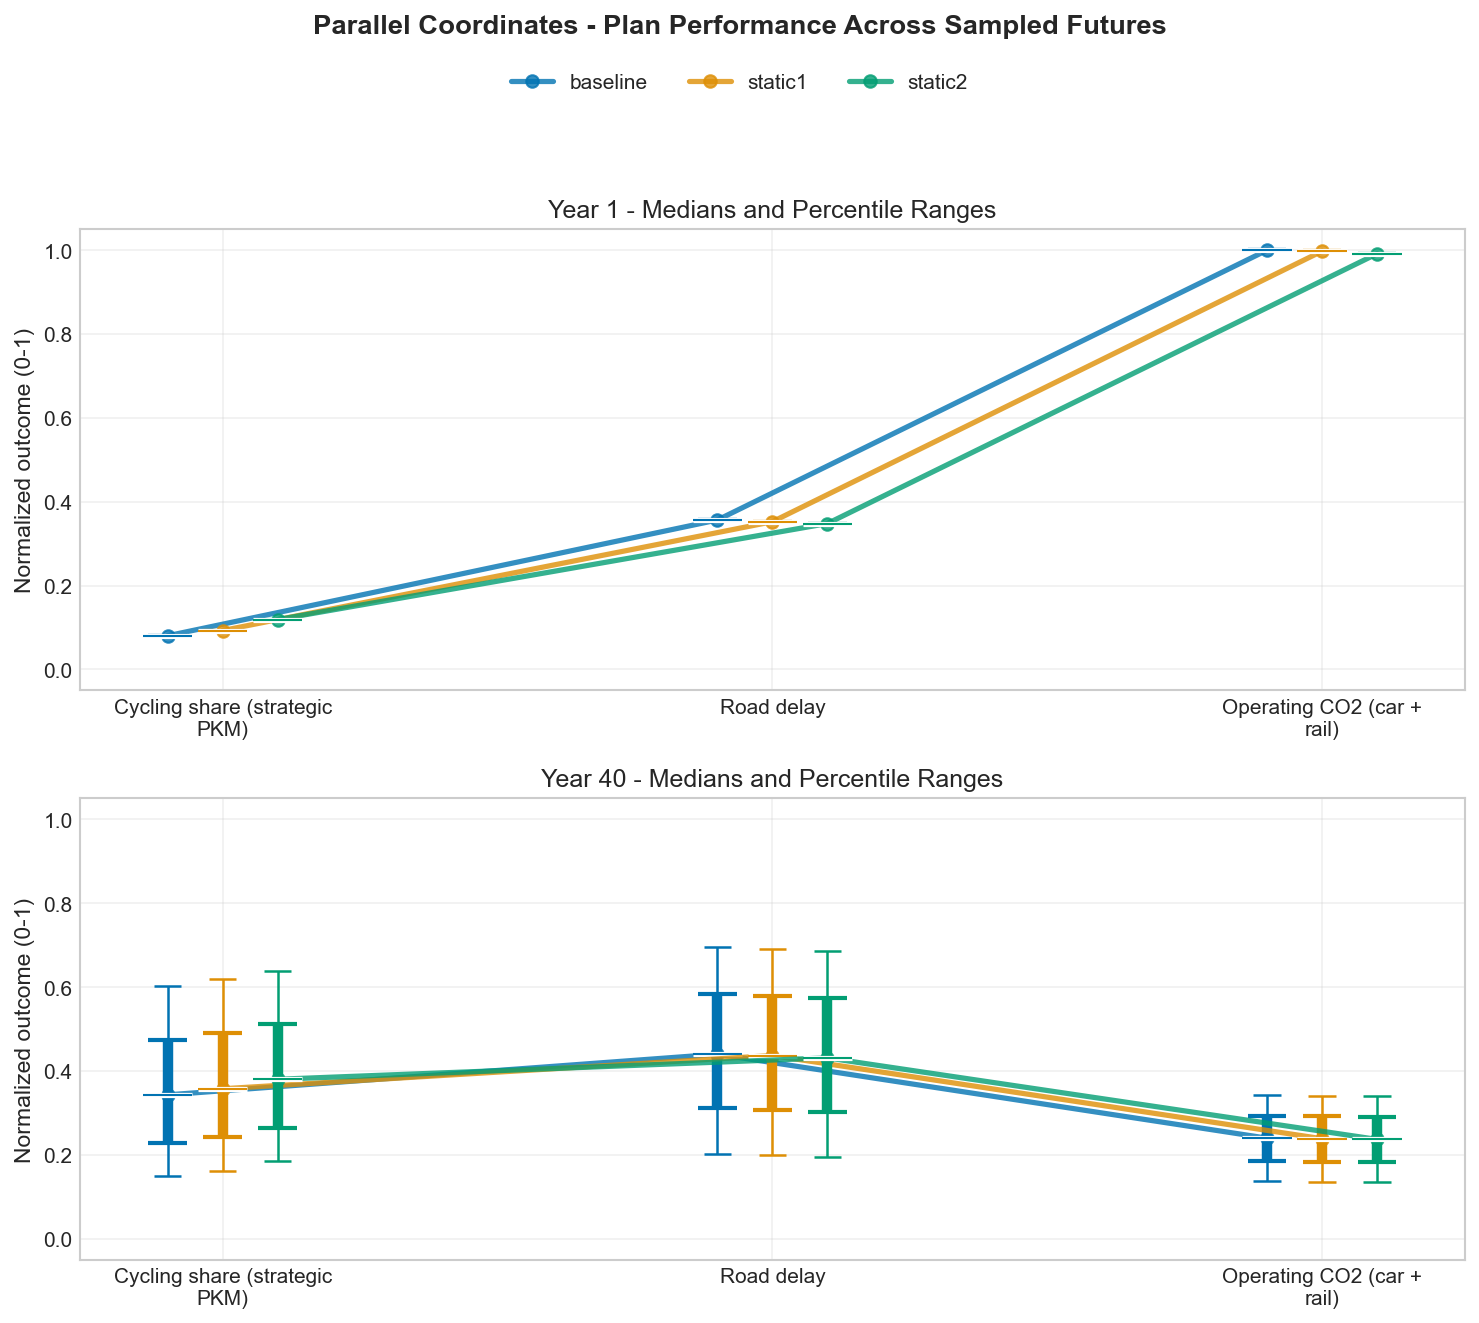 Parallel Coordinates - Plan Performance Across Sampled Futures
baseline static1 static2
Year 1 - Medians and Percentile Ranges
Normalized outcome (0-1)
1.0
0.8
0.6
0.4
0.2
0.0
Cycling share (strategic
PKM)
Road delay
Operating CO2 (car +
rail)
Year 40 - Medians and Percentile Ranges
Normalized outcome (0-1)
1.0
0.8
0.6
0.4
0.2
0.0
Cycling share (strategic
PKM)
Road delay
Operating CO2 (car +
rail)